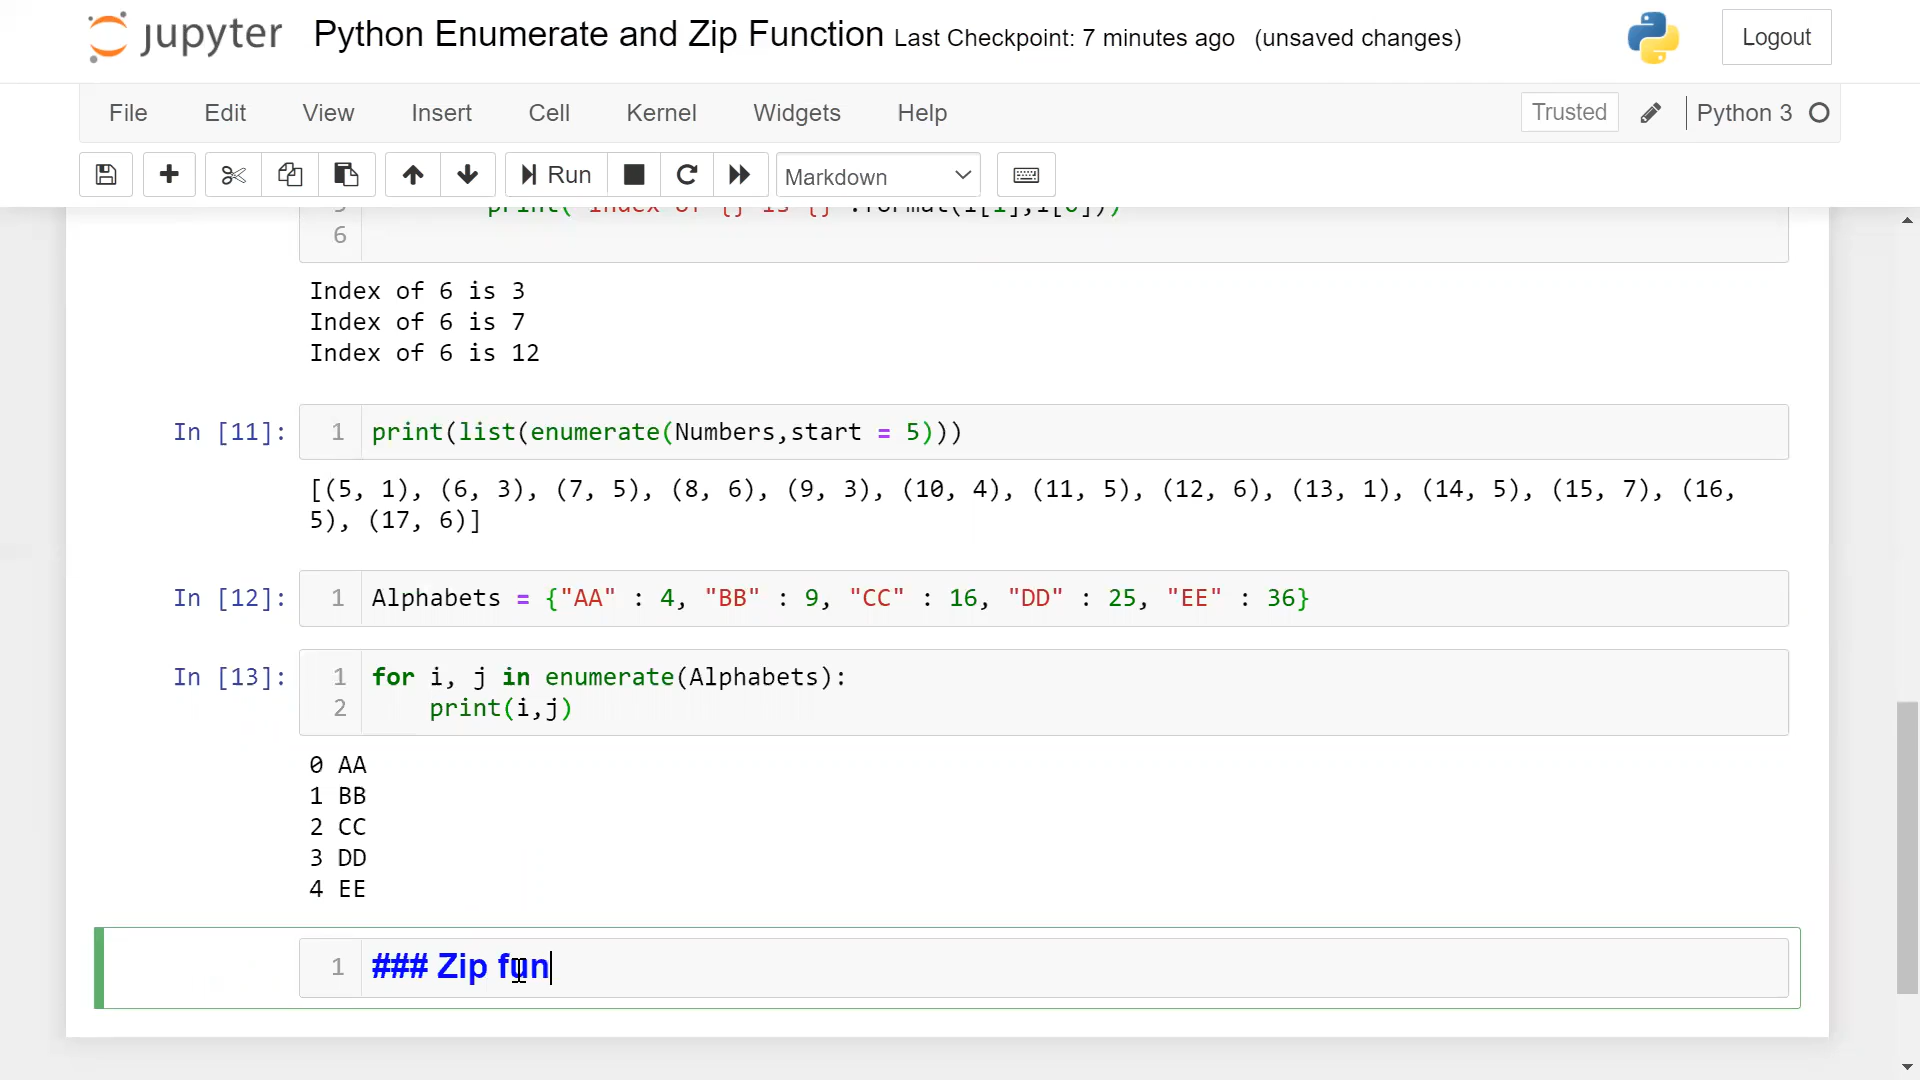 jupyter Python Enumerate and Zip Function Last Checkpoint: 7 minutes ago (unsaved changes) Logout
File Edit View Insert Cell Kernel Widgets Help Trusted Python 3
Run Markdown
6
Index of 6 is 3
Index of 6 is 7
Index of 6 is 12
In [11]: 1 print(list(enumerate(Numbers,start = 5)))
[(5, 1), (6, 3), (7, 5), (8, 6), (9, 3), (10, 4), (11, 5), (12, 6), (13, 1), (14, 5), (15, 7), (16,
5), (17, 6)]
In [12]: 1 Alphabets = {"AA" : 4, "BB" : 9, "CC" : 16, "DD" : 25, "EE" : 36}
In [13]: 1 for i, j in enumerate(Alphabets):
2 print(i,j)
0 AA
1 BB
2 CC
3 DD
4 EE
1 ### Zip fun